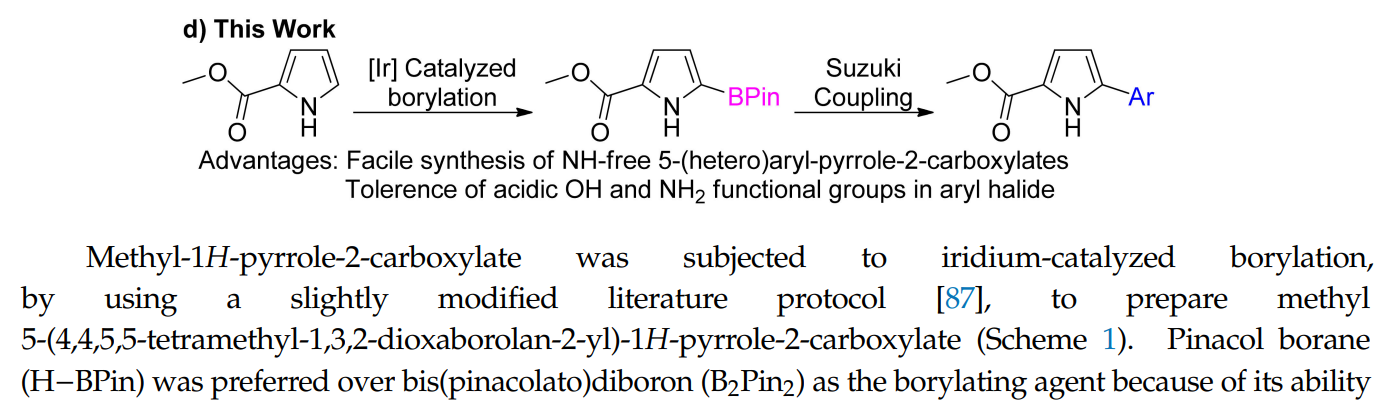 d) This Work
O
O
N
H
[Ir] Catalyzed
borylation
O
O
N
H
BPin
Suzuki
Coupling
O
O
N
H
Ar
Advantages: Facile synthesis of NH-free 5-(hetero)aryl-pyrrole-2-carboxylates
Tolerence of acidic OH and NH2 functional groups in aryl halide
Methyl-1H-pyrrole-2-carboxylate was subjected to iridium-catalyzed borylation,
by using a slightly modified literature protocol [87], to prepare methyl
5-(4,4,5,5-tetramethyl-1,3,2-dioxaborolan-2-yl)-1H-pyrrole-2-carboxylate (Scheme 1). Pinacol borane
(H−BPin) was preferred over bis(pinacolato)diboron (B2Pin2) as the borylating agent because of its ability